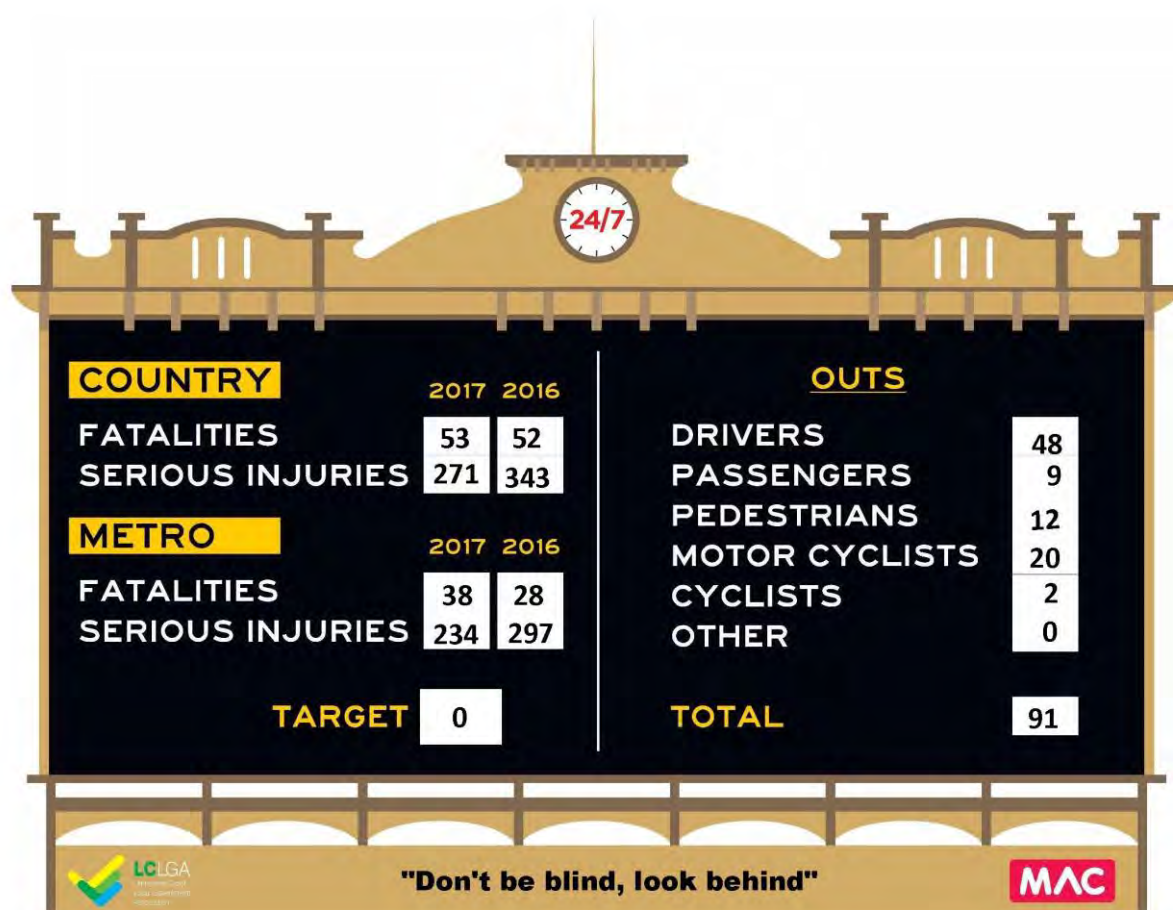 24/7
COUNTRY 2017 2016
FATALITIES 53 52
SERIOUS INJURIES 271 343
METRO 2017 2016
FATALITIES 38 28
SERIOUS INJURIES 234 297
TARGET 0
OUTS
DRIVERS 48
PASSENGERS 9
PEDESTRIANS 12
MOTOR CYCLISTS 20
CYCLISTS 2
OTHER 0
TOTAL 91
LCLGA
"Don't be blind, look behind"
MAC